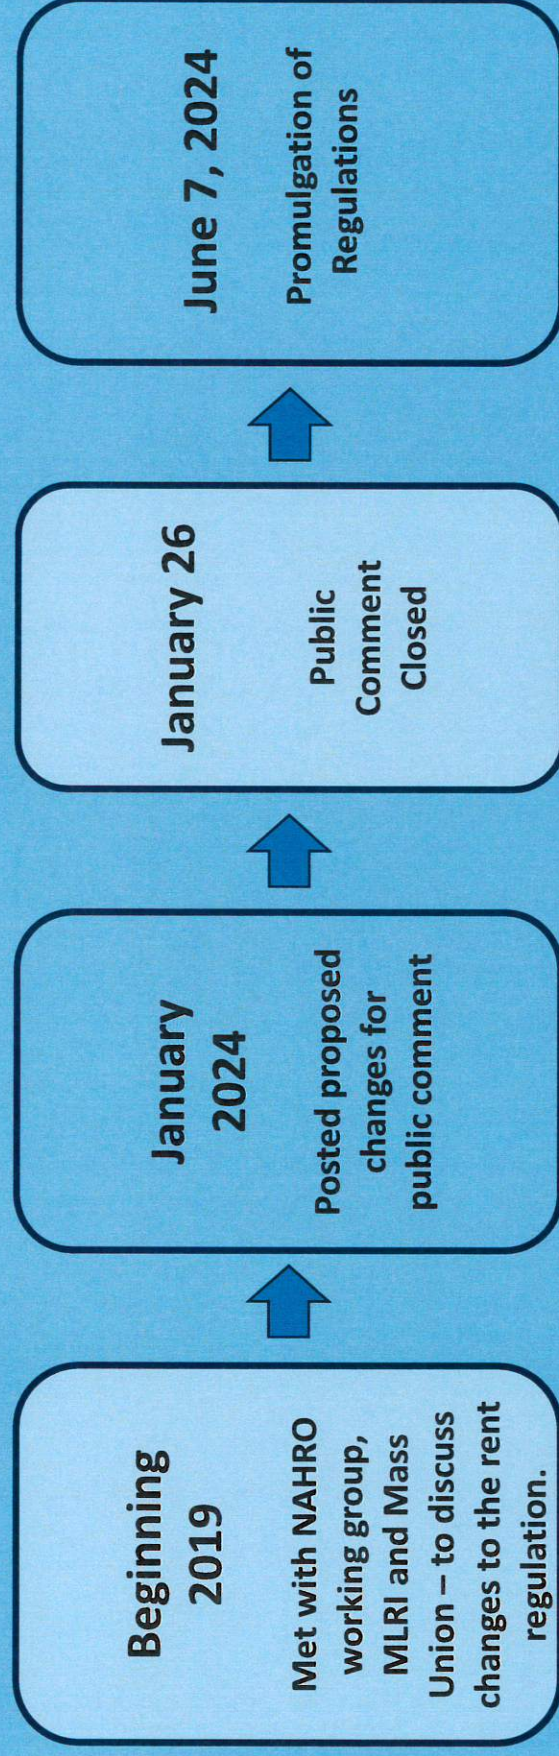 Beginning
2019
Met with NAHRO
working group,
MLRI and Mass
Union – to discuss
changes to the rent
regulation.
January
2024
Posted proposed
changes for
public comment
January 26
Public
Comment
Closed
June 7, 2024
Promulgation of
Regulations